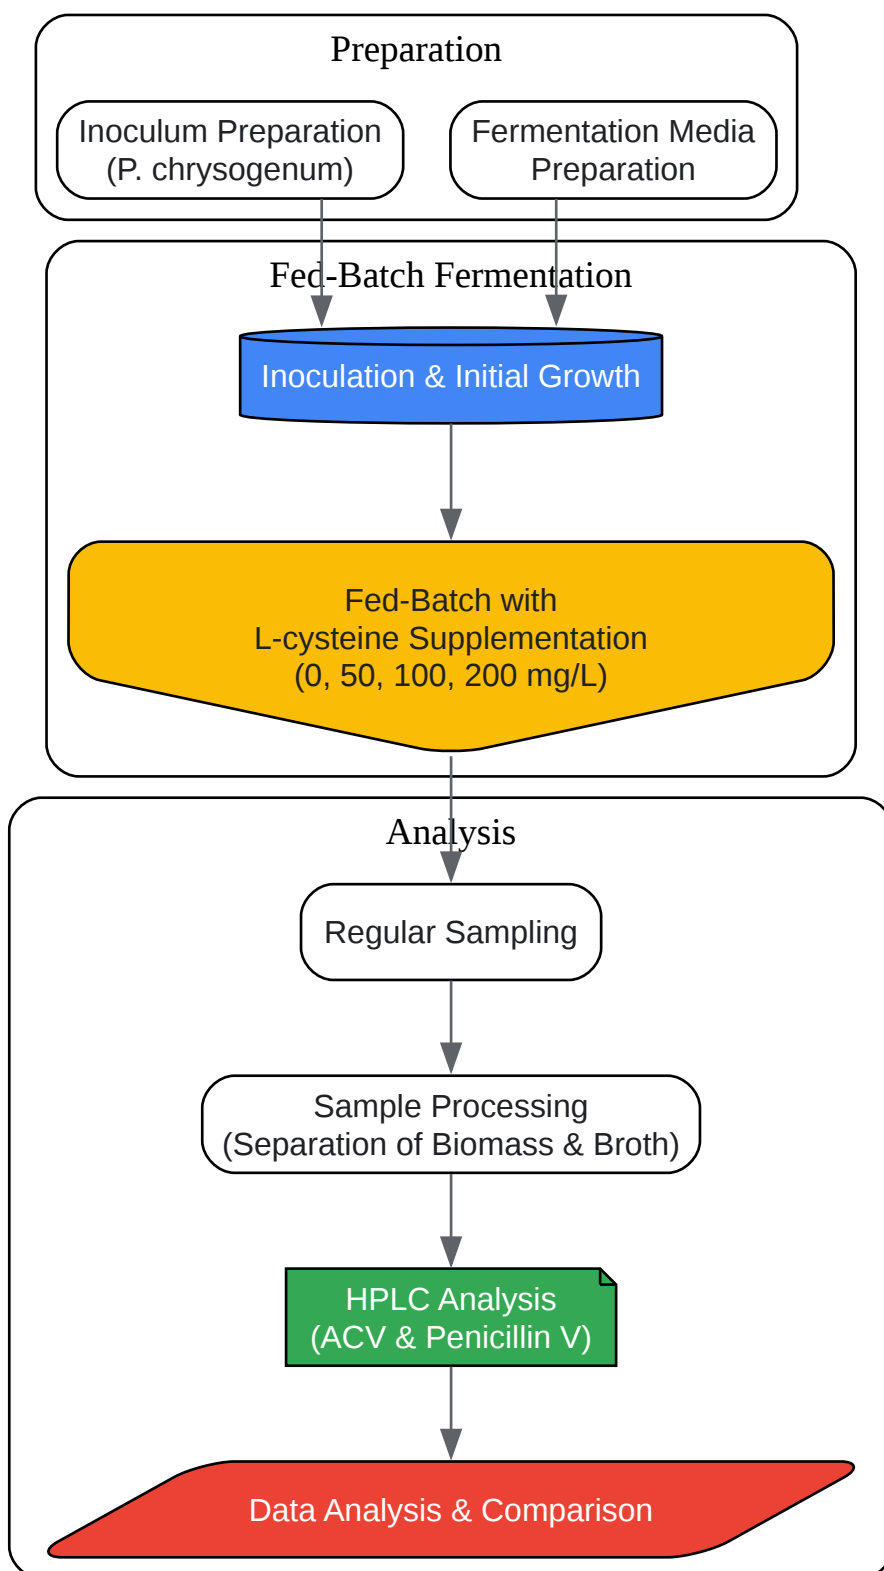 Preparation
Inoculum Preparation
(P. chrysogenum)
Fermentation Media
Preparation
Fed-Batch Fermentation
Inoculation & Initial Growth
Fed-Batch with
L-cysteine Supplementation
(0, 50, 100, 200 mg/L)
Analysis
Regular Sampling
Sample Processing
(Separation of Biomass & Broth)
HPLC Analysis
(ACV & Penicillin V)
Data Analysis & Comparison